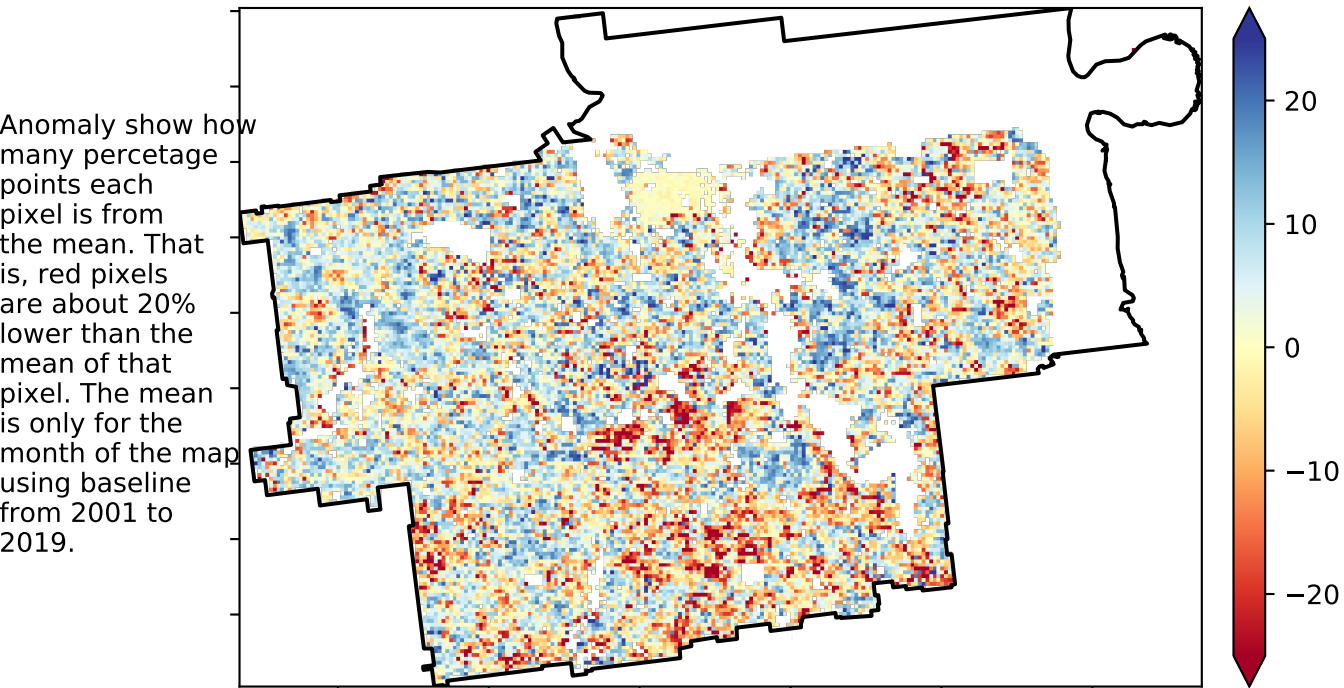 Anomaly show how
many percetage
points each
pixel is from
the mean. That
is, red pixels
are about 20%
lower than the
mean of that
pixel. The mean
is only for the
month of the map
using baseline
from 2001 to
2019.
20
10
0
−10
−20